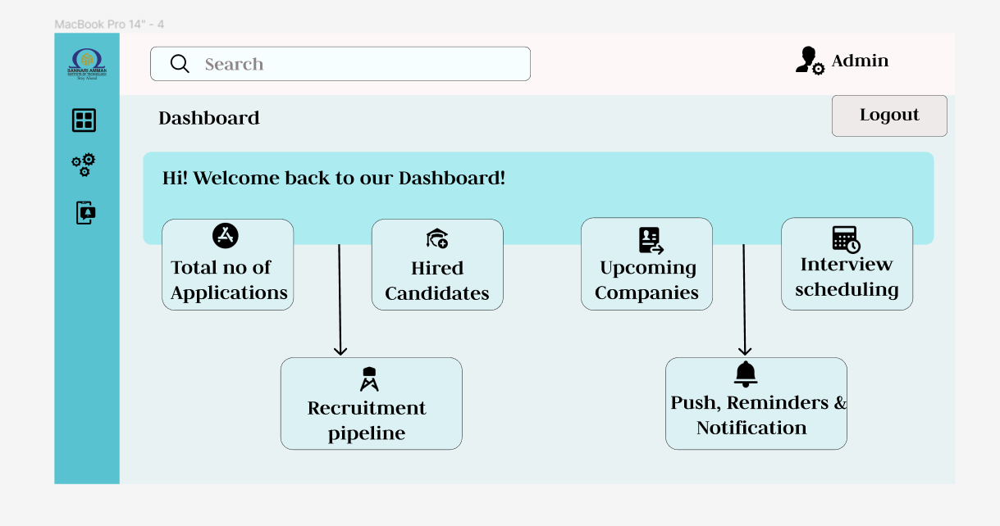 MacBook Pro 14" - 4
BANNARI AMMAN
INSTITUTE OF TECHNOLOGY
Stay Ahead
Search
Admin
Logout
Dashboard
Hi! Welcome back to our Dashboard!
Total no of
Applications
Hired
Candidates
Upcoming
Companies
Interview
scheduling
Recruitment
pipeline
Push, Reminders &
Notification